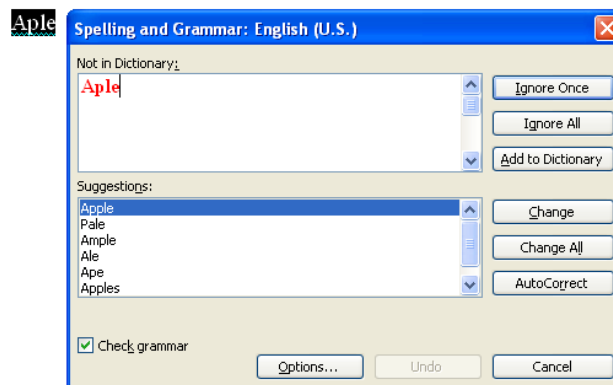 Aple
Spelling and Grammar: English (U.S.)
Not in Dictionary:
Aple
Ignore Once
Ignore All
Add to Dictionary
Suggestions:
Apple
Pale
Ample
Ale
Ape
Apples
Change
Change All
AutoCorrect
Check grammar
Options...
Undo
Cancel